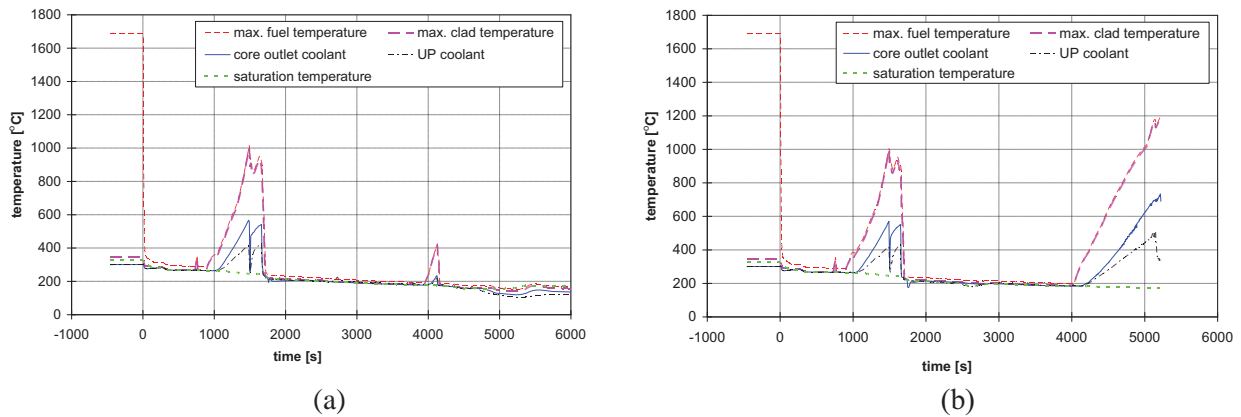 1800
1600
1400
1200
1000
800
600
400
200
0
-1000 0 1000 2000 3000 4000 5000 6000
time [s]
temperature [°C]
max. fuel temperature max. clad temperature
core outlet coolant UP coolant
saturation temperature
(a)
1800
1600
1400
1200
1000
800
600
400
200
0
-1000 0 1000 2000 3000 4000 5000 6000
time [s]
temperature [°C]
max. fuel temperature max. clad temperature
core outlet coolant UP coolant
saturation temperature
(b)